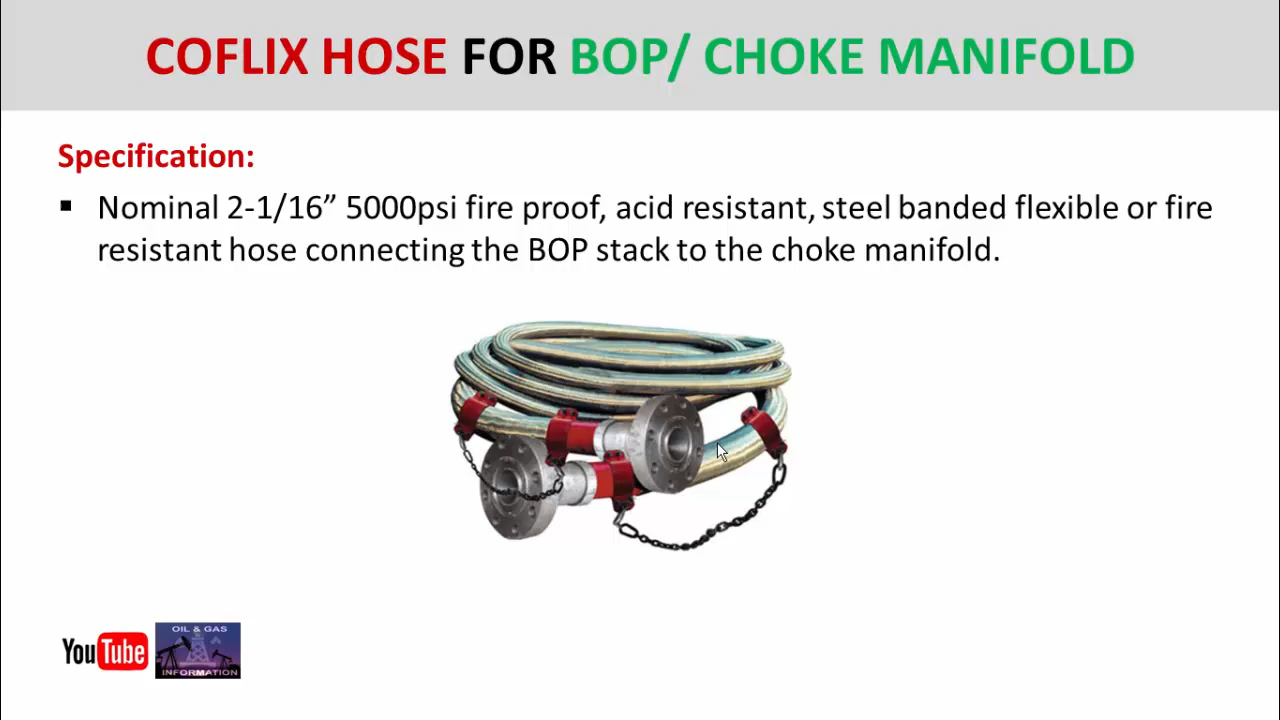 COFLIX HOSE FOR BOP/ CHOKE MANIFOLD
Specification:
▪ Nominal 2-1/16” 5000psi fire proof, acid resistant, steel banded flexible or fire
resistant hose connecting the BOP stack to the choke manifold.
YouTube
OIL & GAS
INFORMATION